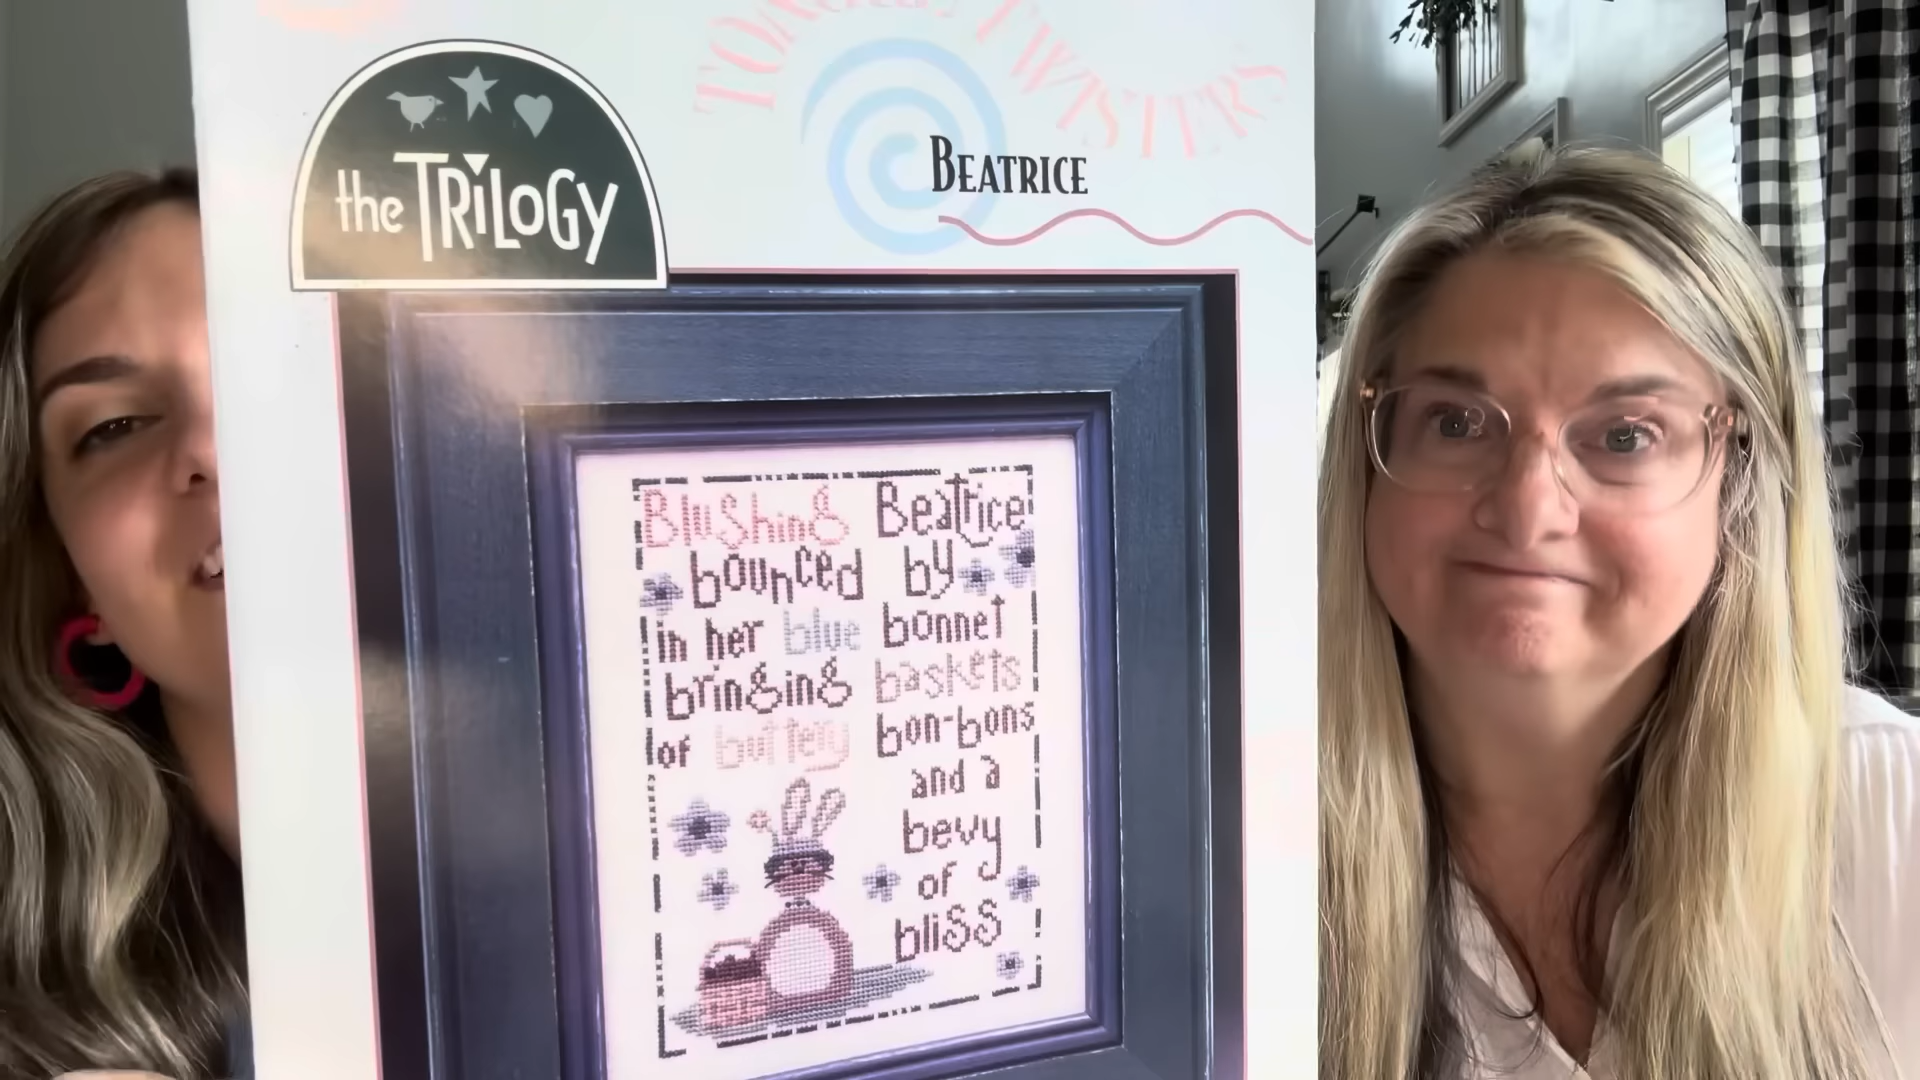 TONGUE TWISTERS
the TRiLOGY
BEATRICE
Blushing Beatrice
bounced by
in her blue bonnet
bringing baskets
of buttery bon-bons
and a
bevy
of
bliss